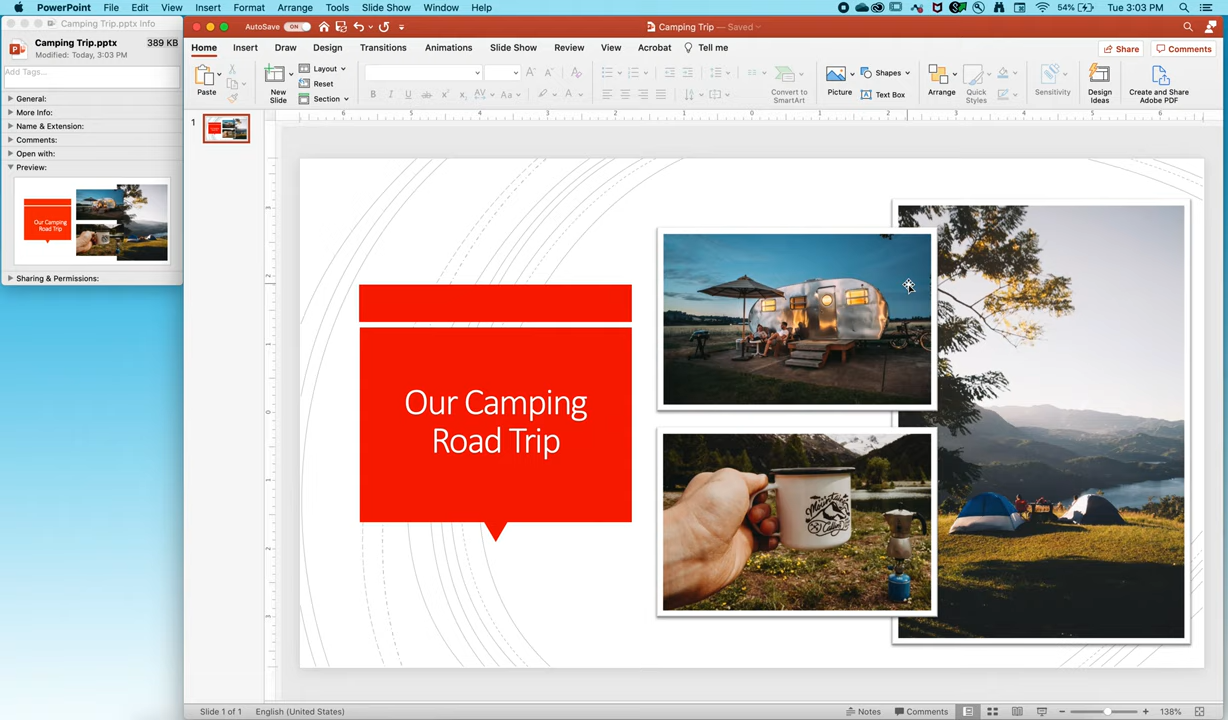 PowerPoint File Edit View Insert Format Arrange Tools Slide Show Window Help 54% Tue 3:03 PM
Camping Trip.pptx Info
Camping Trip.pptx 389 KB
Modified: Today, 3:03 PM
Add Tags...
General:
More Info:
Name & Extension:
Comments:
Open with:
Preview:
Our Camping
Road Trip
Sharing & Permissions:
AutoSave ON Camping Trip — Saved
Home Insert Draw Design Transitions Animations Slide Show Review View Acrobat Tell me Share Comments
Paste
New
Slide
Layout
Reset
Section
Convert to
SmartArt
Picture
Shapes
Text Box
Arrange
Quick
Styles
Sensitivity
Design
Ideas
Create and Share
Adobe PDF
1
Our Camping
Road Trip
Mountains
Calling
Slide 1 of 1 English (United States) Notes Comments 138%